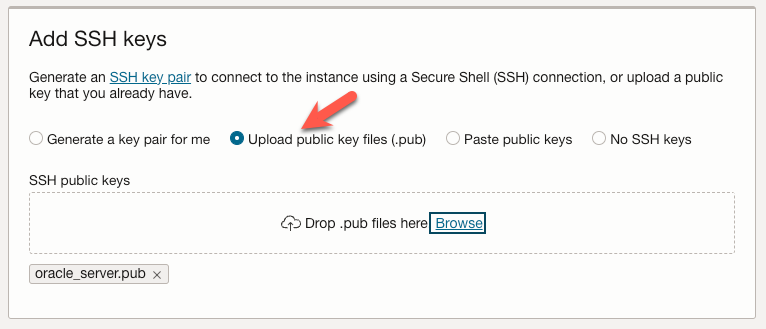 Add SSH keys
Generate an SSH key pair to connect to the instance using a Secure Shell (SSH) connection, or upload a public
key that you already have.
Generate a key pair for me Upload public key files (.pub) Paste public keys No SSH keys
SSH public keys
Drop .pub files here Browse
oracle_server.pub ×